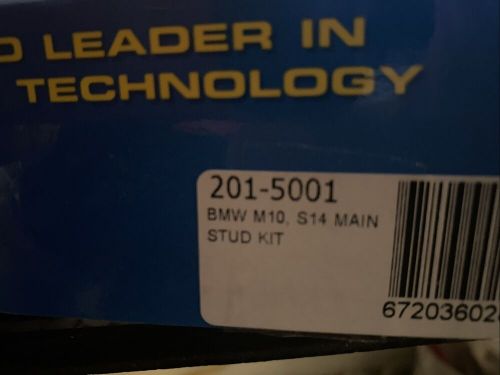 D LEADER IN
TECHNOLOGY
201-5001
BMW M10, S14 MAIN
STUD KIT
67203602